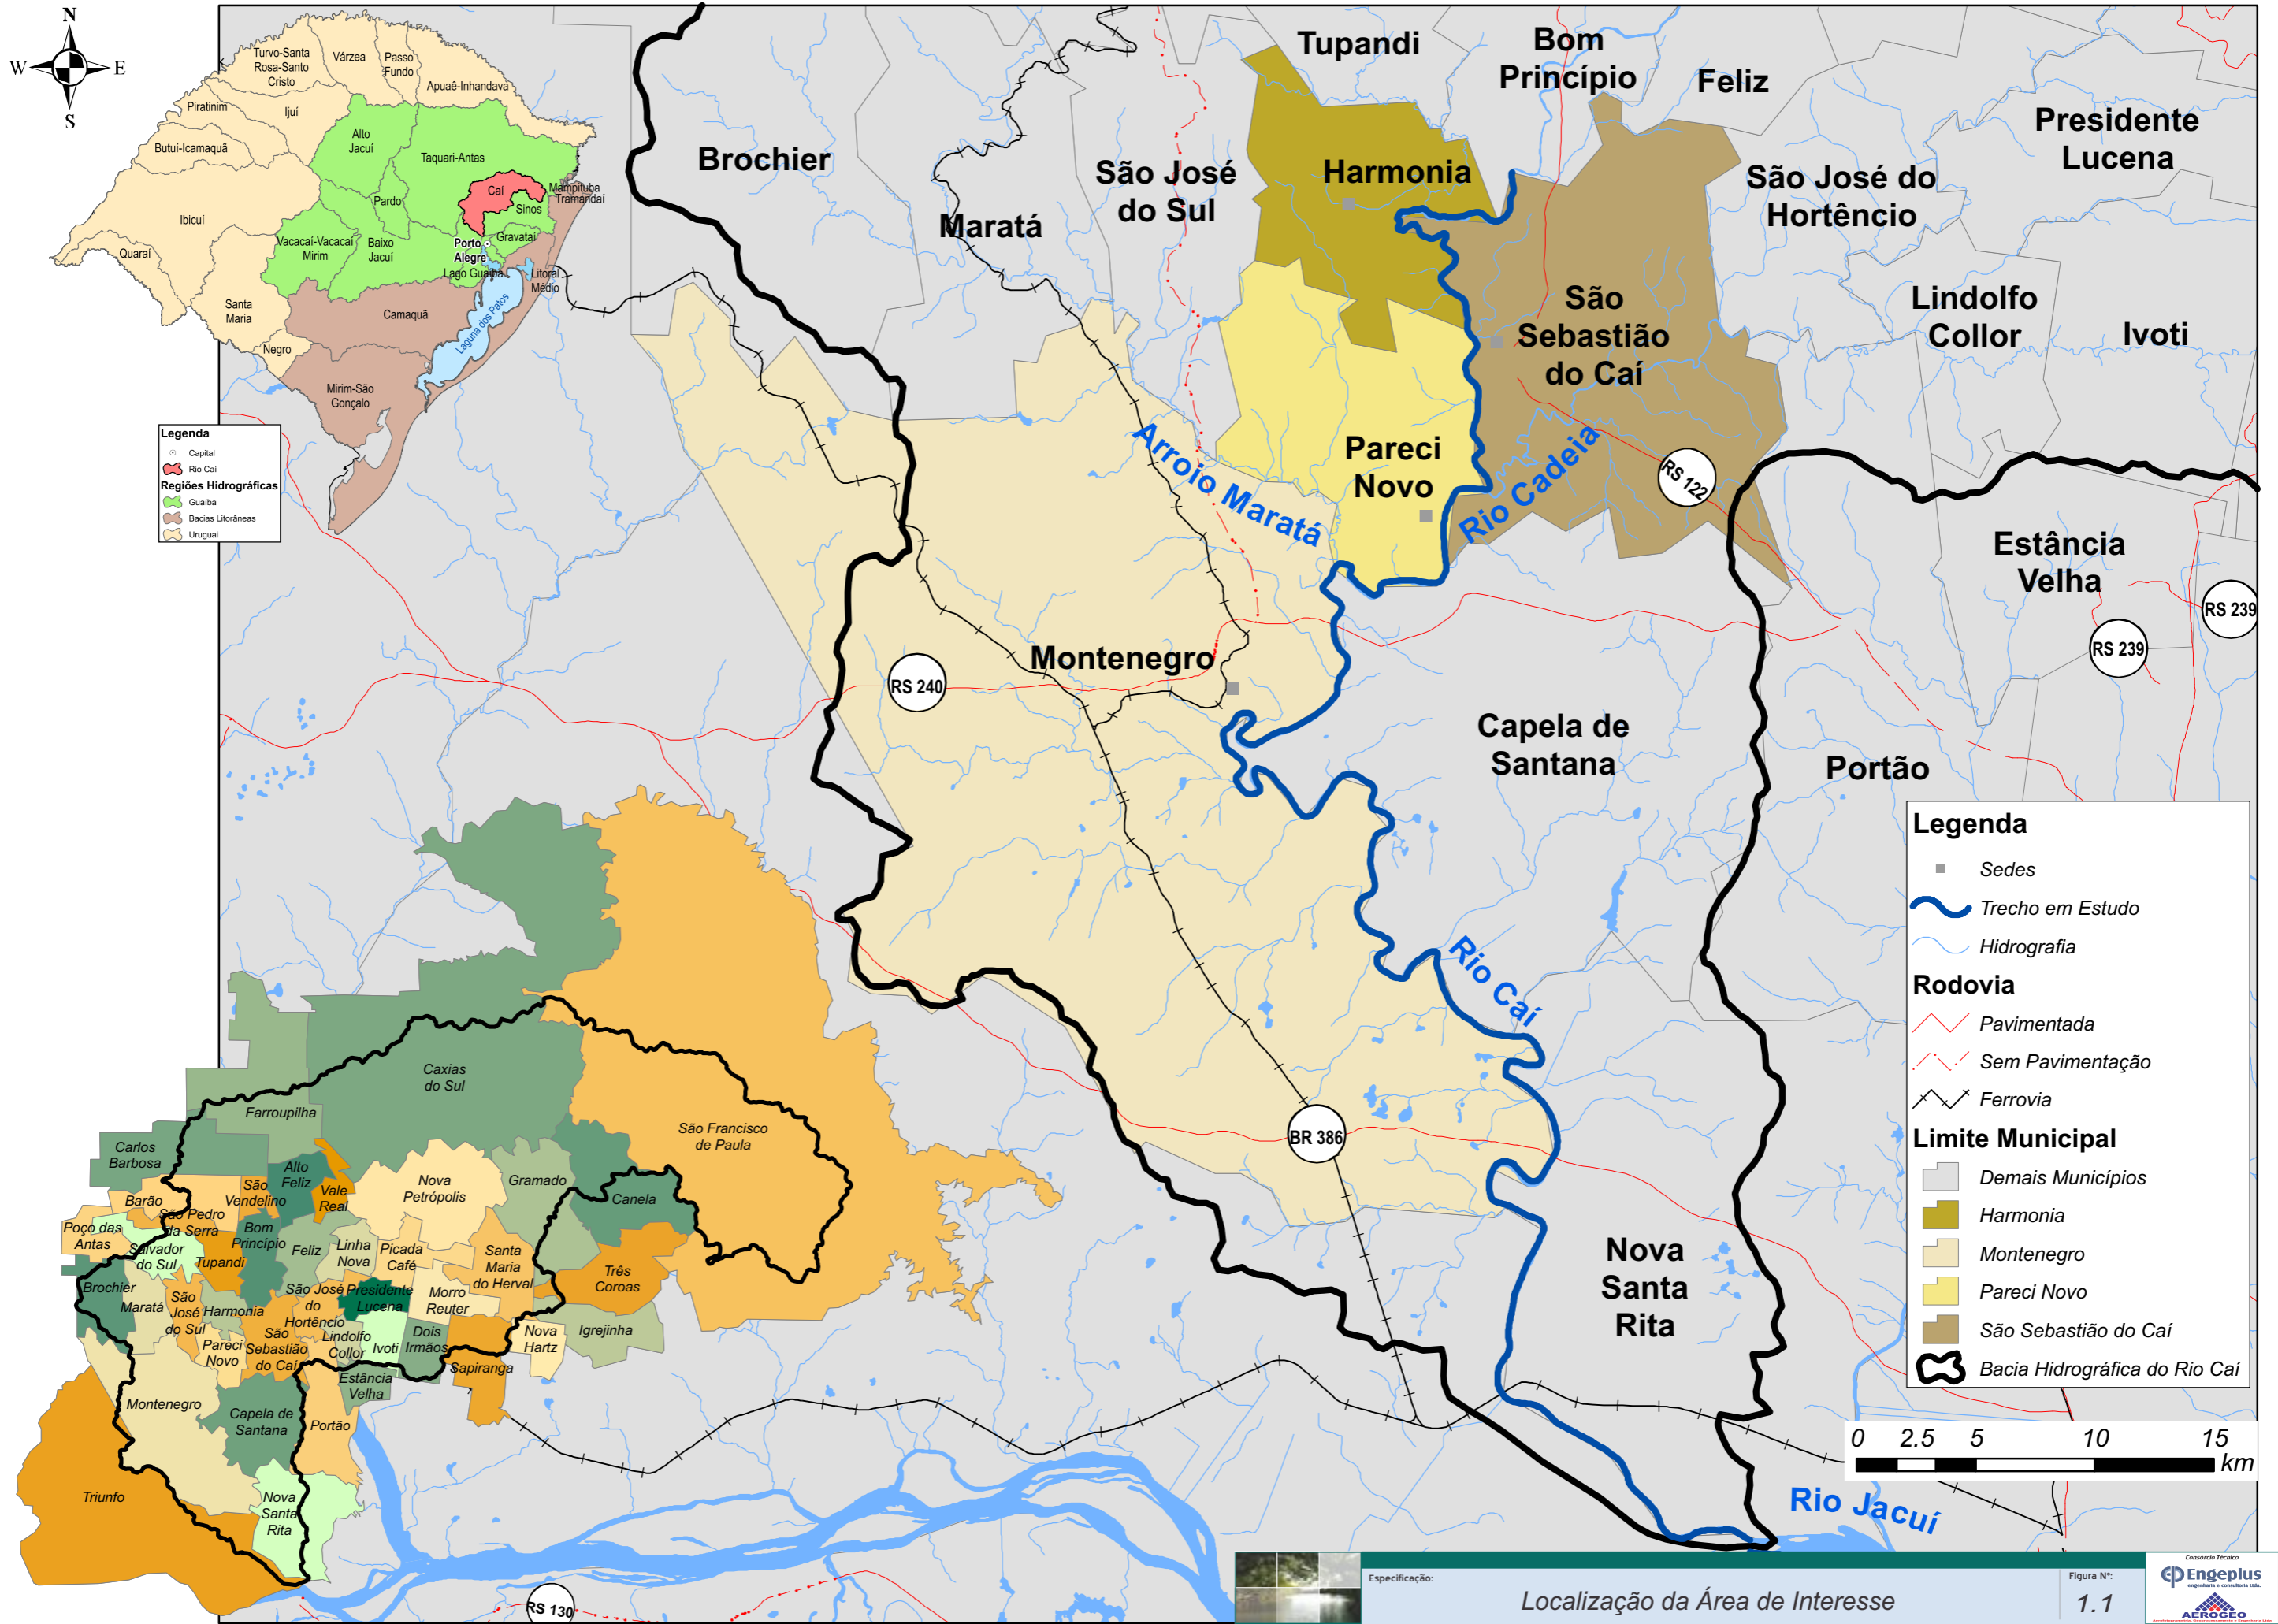 N
W
E
S
Turvo-Santa
Rosa-Santo
Cristo
Várzea
Passo
Fundo
Apuaê-Inhandava
Piratinim
Ijuí
Butuí-Icamaquã
Alto
Jacuí
Taquari-Antas
Caí
Mampituba
Tramandaí
Sinos
Ibicuí
Pardo
Gravataí
Vacacaí-Vacacaí
Mirim
Baixo
Jacuí
Porto
Alegre
Lago Guaíba
Litoral
Médio
Quaraí
Santa
Maria
Camaquã
Laguna dos Patos
Negro
Mirim-São
Gonçalo
Legenda
Capital
Rio Caí
Regiões Hidrográficas
Guaíba
Bacias Litorâneas
Uruguai
Tupandi
Bom
Princípio
Feliz
Presidente
Lucena
Brochier
São José
do Sul
Harmonia
São José do
Hortêncio
Maratá
São
Sebastião
do Caí
Lindolfo
Collor
Ivoti
Pareci
Novo
Arroio Maratá
Rio Cadeia
RS 122
Estância
Velha
RS 239
RS 239
Montenegro
RS 240
Capela de
Santana
Portão
Rio Caí
BR 386
Nova
Santa
Rita
Rio Jacuí
RS 130
Legenda
Sedes
Trecho em Estudo
Hidrografia
Rodovia
Pavimentada
Sem Pavimentação
Ferrovia
Limite Municipal
Demais Municípios
Harmonia
Montenegro
Pareci Novo
São Sebastião do Caí
Bacia Hidrográfica do Rio Caí
0 2.5 5 10 15
km
Caxias
do Sul
Farroupilha
São Francisco
de Paula
Carlos
Barbosa
Alto
Feliz
São
Vendelino
Vale
Real
Nova
Petrópolis
Gramado
Canela
Barão
São Pedro
da Serra
Poço das
Antas
Bom
Princípio
Salvador
do Sul
Tupandi
Feliz
Linha
Nova
Picada
Café
Santa
Maria
do Herval
Três
Coroas
Brochier
Maratá
São
José
do Sul
Harmonia
São José
do
Hortêncio
Presidente
Lucena
Morro
Reuter
Pareci
Novo
São
Sebastião
do Caí
Lindolfo
Collor
Ivoti
Dois
Irmãos
Nova
Hartz
Igrejinha
Sapiranga
Estância
Velha
Montenegro
Capela de
Santana
Portão
Triunfo
Nova
Santa
Rita
Especificação:
Localização da Área de Interesse
Figura Nº:
1.1
Consórcio Técnico
Engeplus
engenharia e consultoria ltda.
AEROGEO